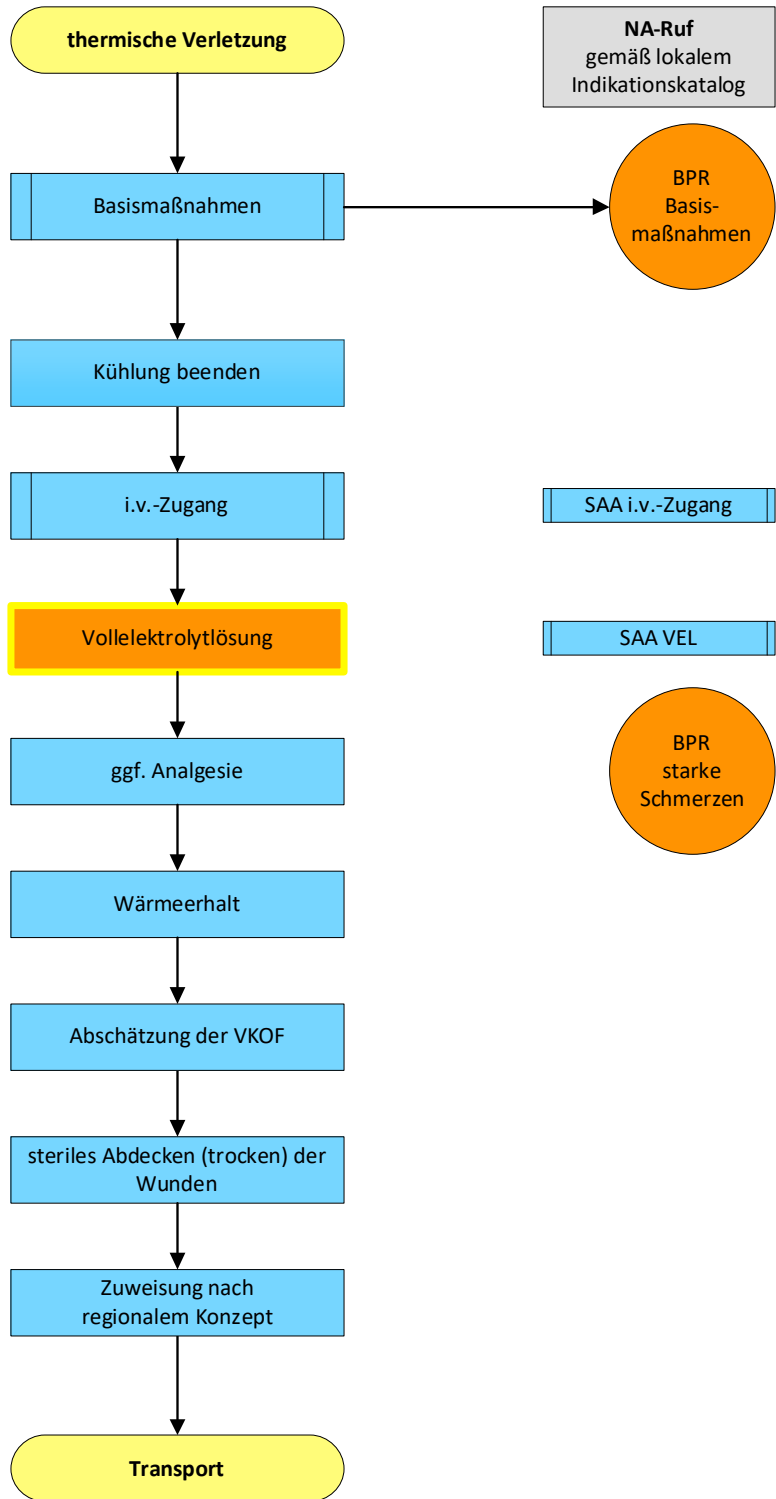 thermische Verletzung
NA-Ruf
gemäß lokalem
Indikationskatalog
Basismaßnahmen
BPR
Basis-
maßnahmen
Kühlung beenden
i.v.-Zugang
SAA i.v.-Zugang
Vollelektrolytlösung
SAA VEL
ggf. Analgesie
BPR
starke
Schmerzen
Wärmeerhalt
Abschätzung der VKOF
steriles Abdecken (trocken) der
Wunden
Zuweisung nach
regionalem Konzept
Transport